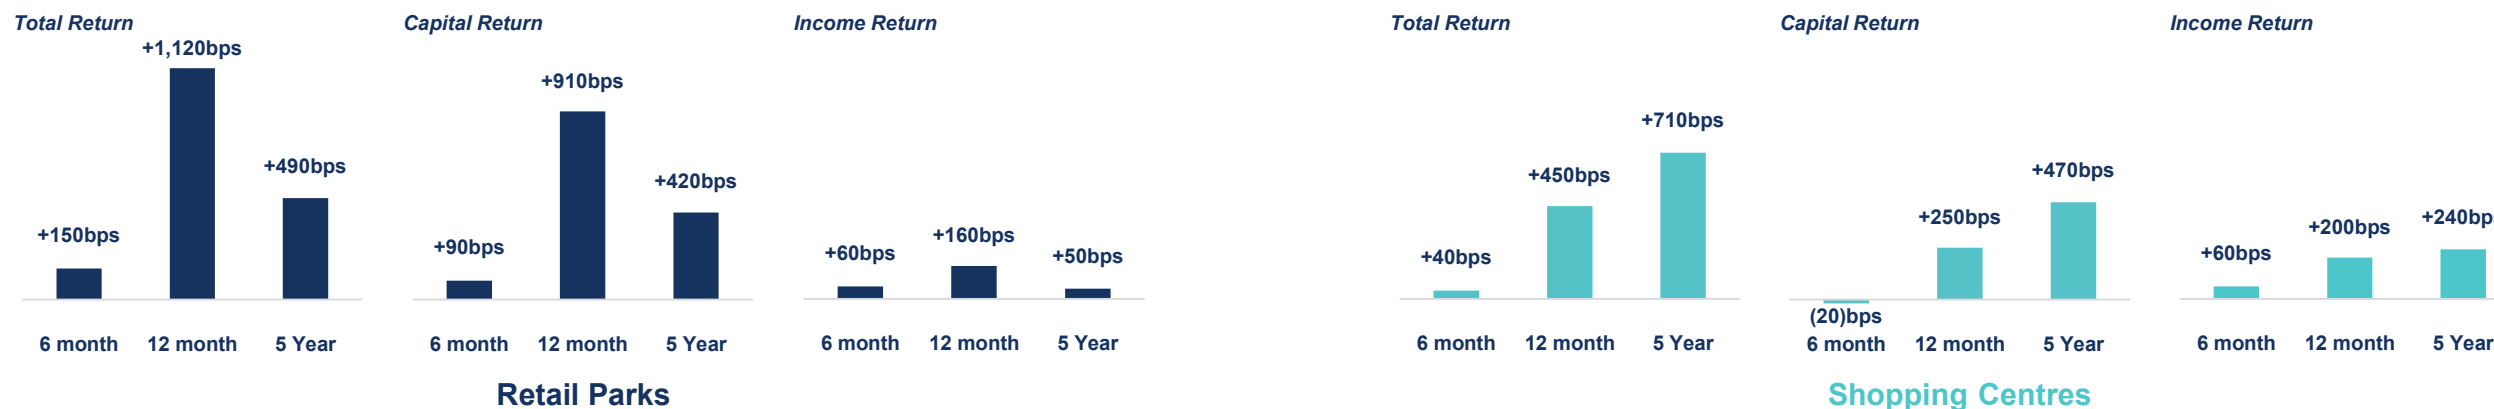 Total Return
+1,120bps
+490bps
+150bps
6 month 12 month 5 Year
Capital Return
+910bps
+420bps
+90bps
6 month 12 month 5 Year
Income Return
+160bps
+60bps
+50bps
6 month 12 month 5 Year
Retail Parks
Total Return
+710bps
+450bps
+40bps
6 month 12 month 5 Year
Capital Return
+470bps
+250bps
(20)bps
6 month 12 month 5 Year
Income Return
+240bp
+200bps
+60bps
6 month 12 month 5 Year
Shopping Centres